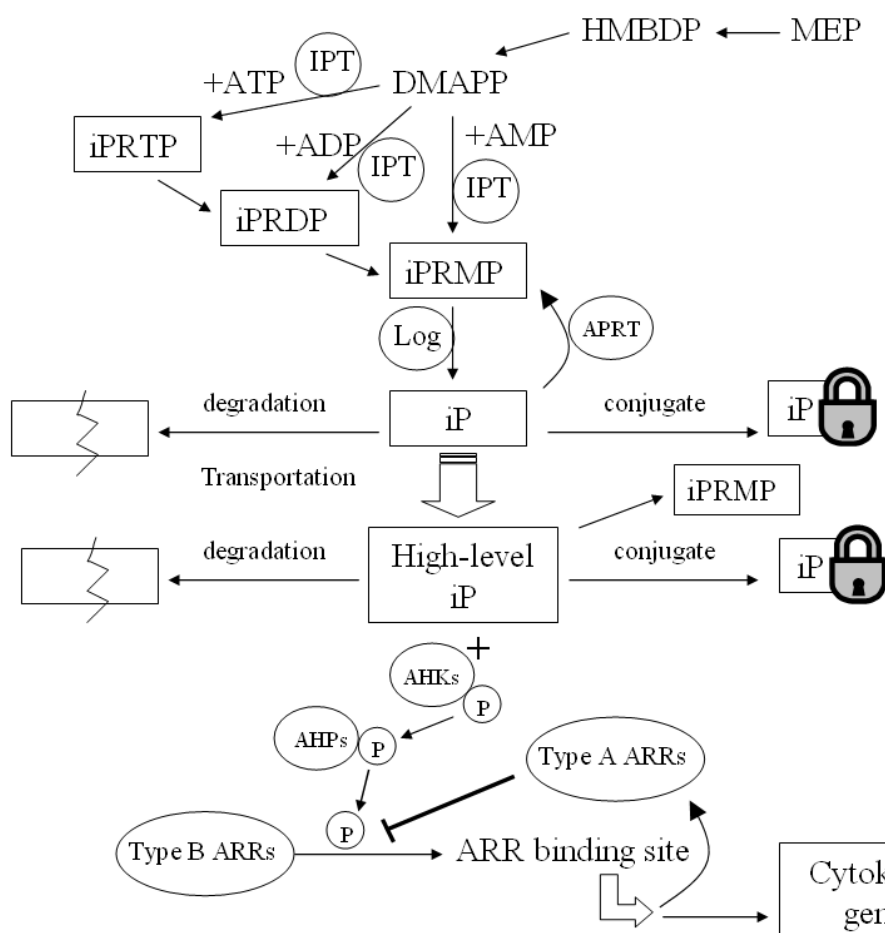 HMBDP
MEP
IPT
+ATP
DMAPP
iPRTP
+ADP
IPT
+AMP
IPT
iPRDP
iPRMP
Log
APRT
degradation
iP
conjugate
iP
Transportation
iPRMP
degradation
High-level
iP
conjugate
iP
+
AHKs
P
AHPs
P
Type A ARRs
P
Type B ARRs
ARR binding site